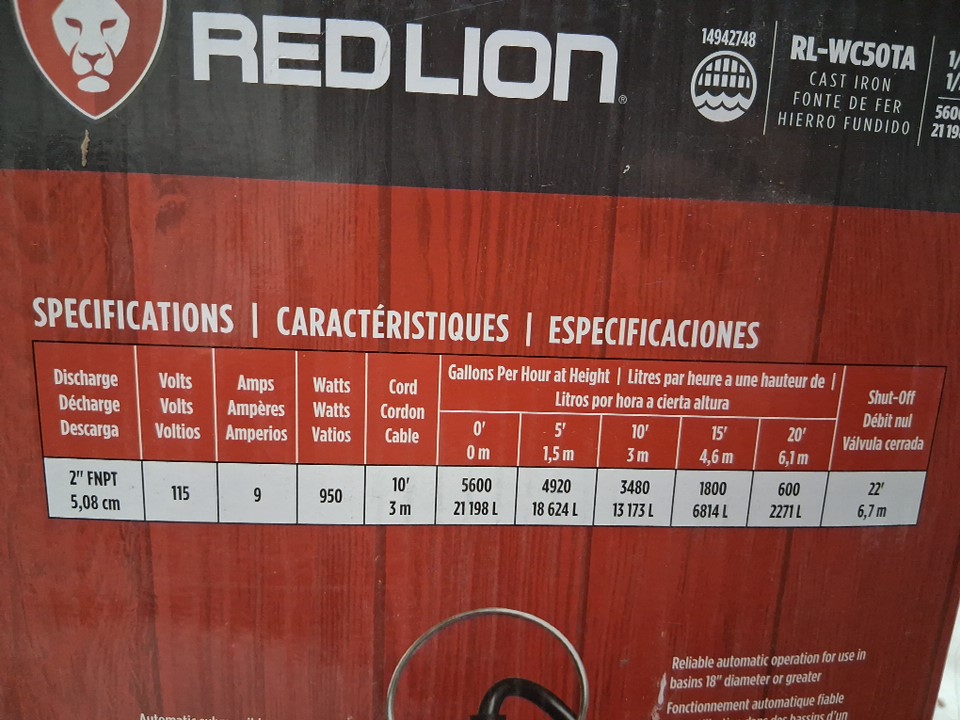 RED LION®
14942748
RL-WC50TA
CAST IRON
FONTE DE FER
HIERRO FUNDIDO
SPECIFICATIONS | CARACTÉRISTIQUES | ESPECIFICACIONES
Discharge
Décharge
Descarga
Volts
Volts
Voltios
Amps
Ampères
Amperios
Watts
Watts
Vatios
Cord
Cordon
Cable
Gallons Per Hour at Height | Litres par heure a une hauteur de |
Litros por hora a cierta altura
0' 5' 10' 15' 20'
0 m 1,5 m 3 m 4,6 m 6,1 m
Shut-Off
Débit nul
Válvula cerrada
2" FNPT
5,08 cm
115
9
950
10'
3 m
5600 4920 3480 1800 600
21 198 L 18 624 L 13 173 L 6814 L 2271 L
22'
6,7 m
Reliable automatic operation for use in
basins 18" diameter or greater
Fonctionnement automatique fiable